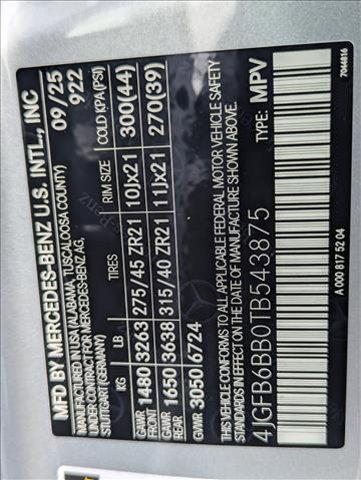 MFD BY MERCEDES-BENZ U.S. INTL., INC
MANUFACTURED IN USA (ALABAMA, TUSCALOOSA COUNTY)
UNDER CONTRACT FOR MERCEDES-BENZ AG,
STUTTGART (GERMANY)
09/25
922
KG LB TIRES RIM SIZE COLD KPA(PSI)
GAWR FRONT 1480 3263 275/45 ZR21 10Jx21 300(44)
GAWR REAR 1650 3638 315/40 ZR21 11Jx21 270(39)
GVWR 3050 6724
THIS VEHICLE CONFORMS TO ALL APPLICABLE FEDERAL MOTOR VEHICLE SAFETY
STANDARDS IN EFFECT ON THE DATE OF MANUFACTURE SHOWN ABOVE.
4JGFB6BB0TB543875 TYPE: MPV
A 000 817 52 04
7044816